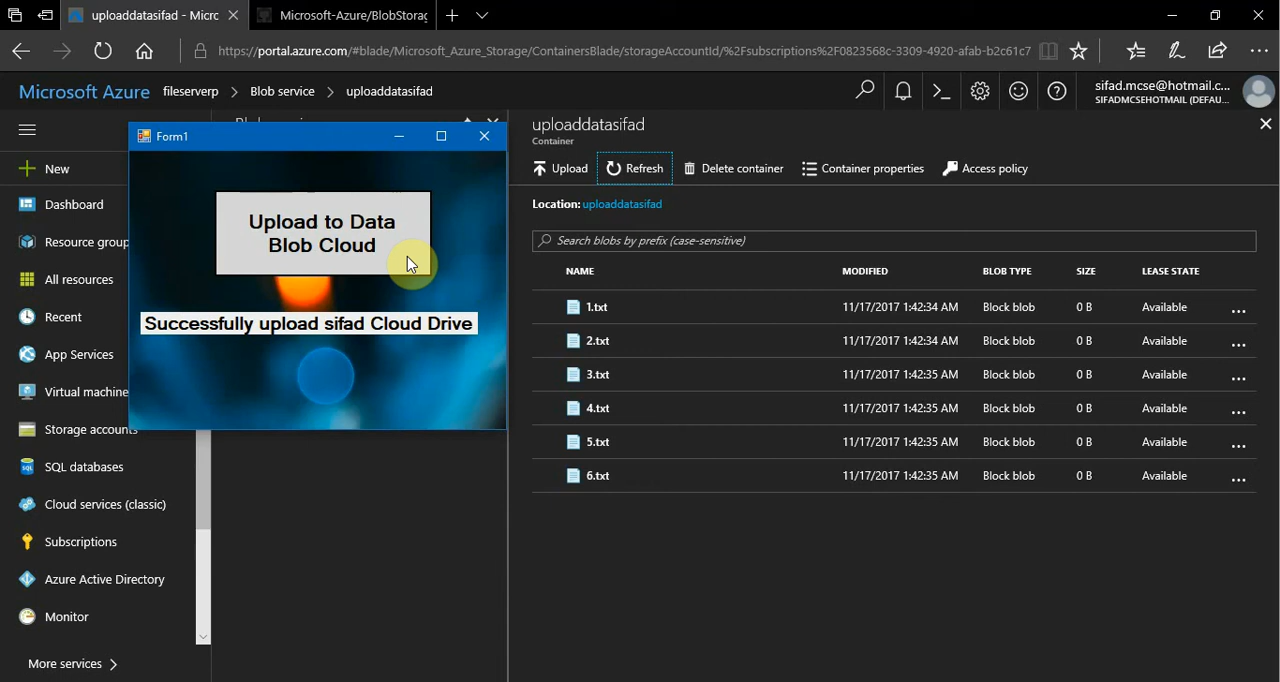 uploaddatasifad - Micr
Microsoft-Azure/BlobStorag
https://portal.azure.com/#blade/Microsoft_Azure_Storage/ContainersBlade/storageAccountId/%2Fsubscriptions%2F0823568c-3309-4920-afab-b2c61c7
Microsoft Azure fileserverp > Blob service > uploaddatasifad
sifad.mcse@hotmail.c...
SIFADMCSEHOTMAIL (DEFAU...
New
Dashboard
Resource group
All resources
Recent
App Services
Virtual machine
Storage accounts
SQL databases
Cloud services (classic)
Subscriptions
Azure Active Directory
Monitor
More services >
Form1
Upload to Data
Blob Cloud
Successfully upload sifad Cloud Drive
uploaddatasifad
Container
Upload Refresh Delete container Container properties Access policy
Location: uploaddatasifad
Search blobs by prefix (case-sensitive)
NAME MODIFIED BLOB TYPE SIZE LEASE STATE
1.txt 11/17/2017 1:42:34 AM Block blob 0 B Available ...
2.txt 11/17/2017 1:42:34 AM Block blob 0 B Available ...
3.txt 11/17/2017 1:42:35 AM Block blob 0 B Available ...
4.txt 11/17/2017 1:42:35 AM Block blob 0 B Available ...
5.txt 11/17/2017 1:42:35 AM Block blob 0 B Available ...
6.txt 11/17/2017 1:42:35 AM Block blob 0 B Available ...